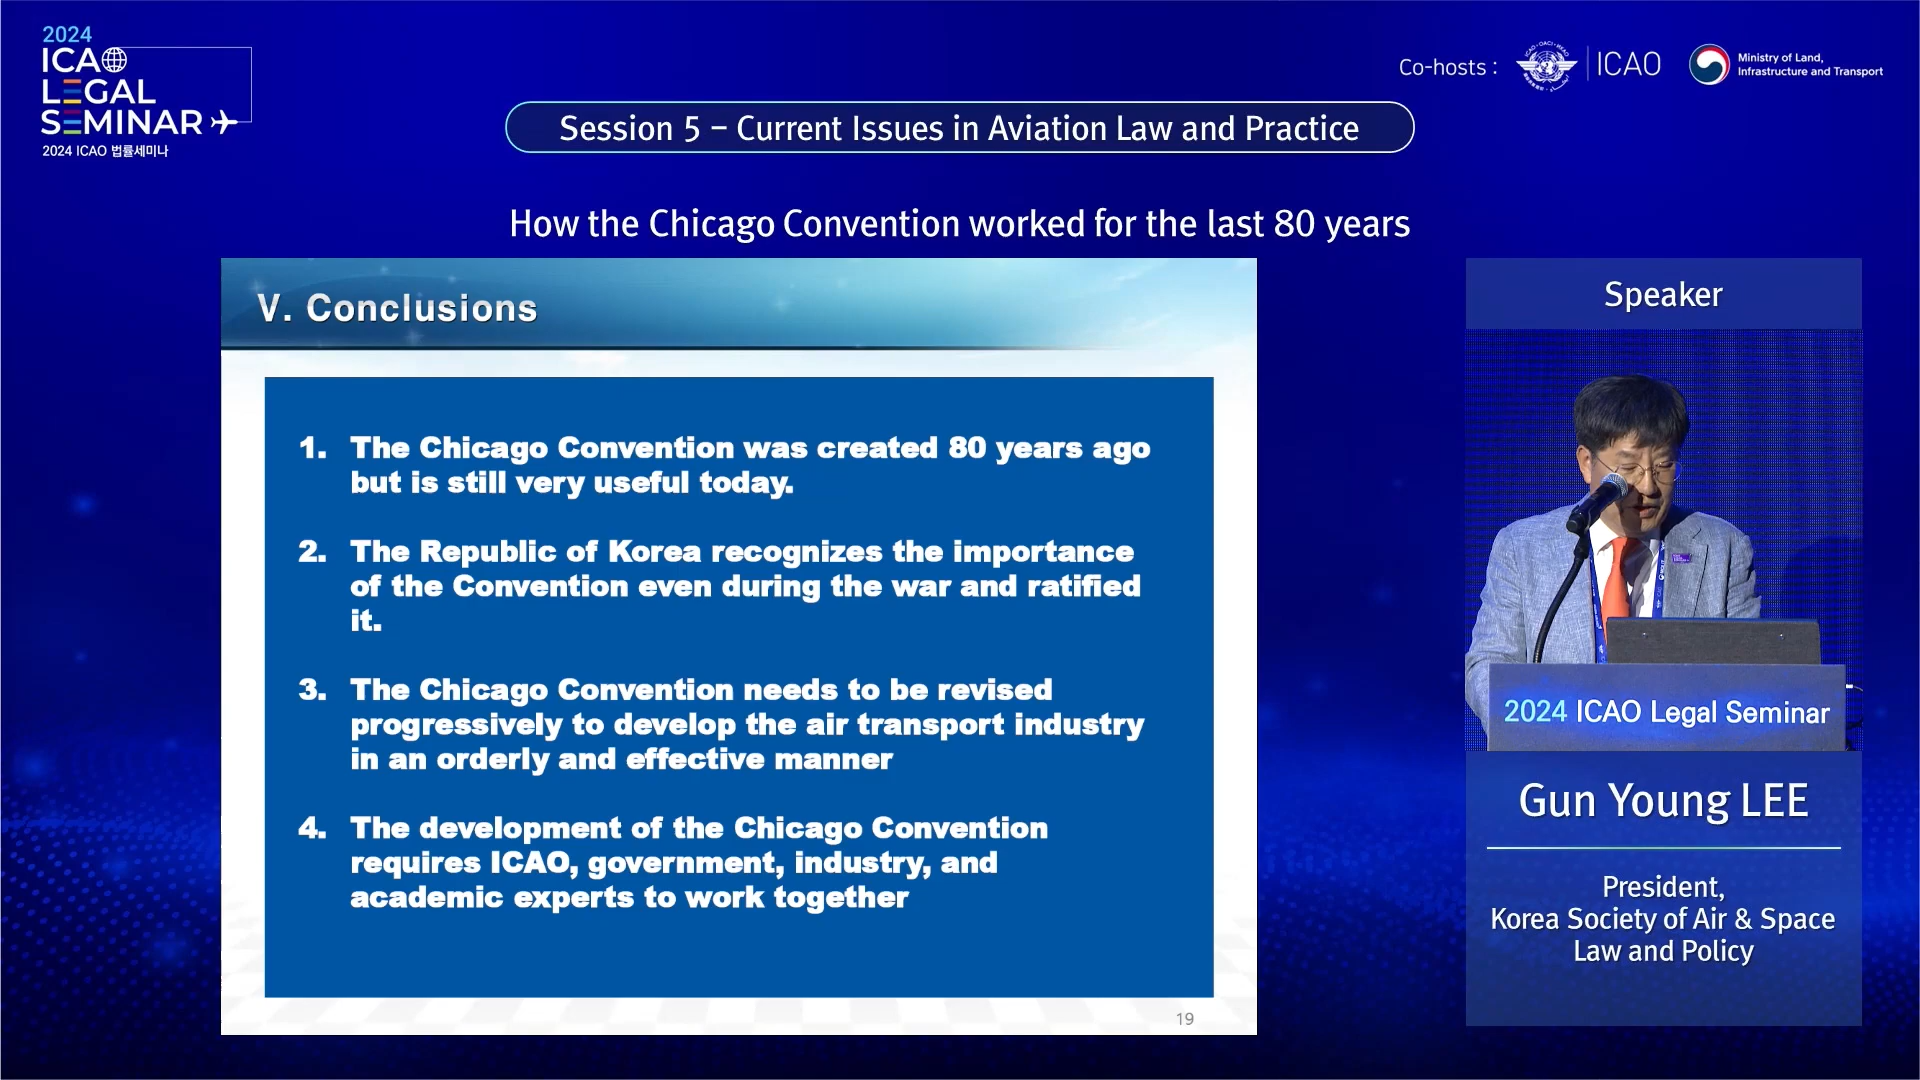 2024
ICAO
LEGAL
SEMINAR
2024 ICAO 법률세미나
Co-hosts :
ICAO
Ministry of Land,
Infrastructure and Transport
Session 5 – Current Issues in Aviation Law and Practice
How the Chicago Convention worked for the last 80 years
V. Conclusions
1. The Chicago Convention was created 80 years ago
but is still very useful today.
2. The Republic of Korea recognizes the importance
of the Convention even during the war and ratified
it.
3. The Chicago Convention needs to be revised
progressively to develop the air transport industry
in an orderly and effective manner
4. The development of the Chicago Convention
requires ICAO, government, industry, and
academic experts to work together
19
Speaker
2024 ICAO Legal Seminar
Gun Young LEE
President,
Korea Society of Air & Space
Law and Policy